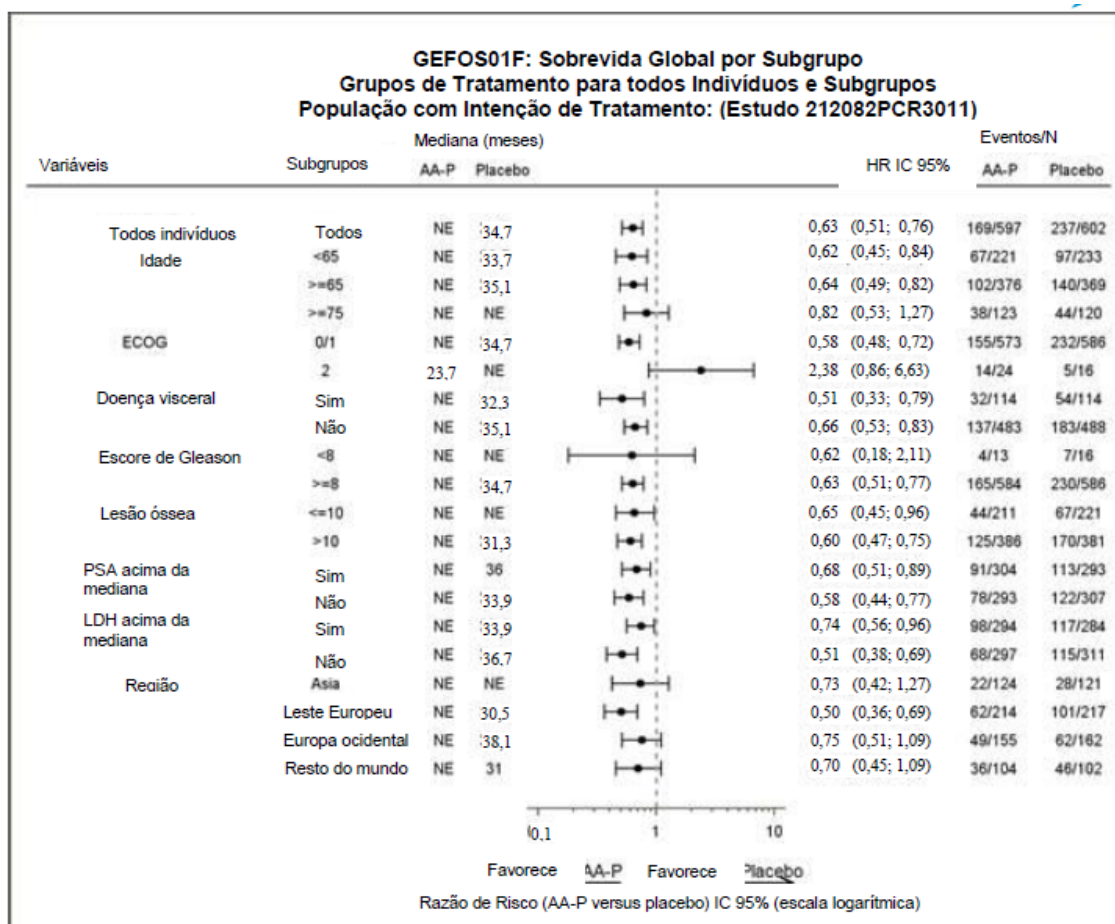 GEFOS01F: Sobrevida Global por Subgrupo
Grupos de Tratamento para todos Indivíduos e Subgrupos
População com Intenção de Tratamento: (Estudo 212082PCR3011)
Mediana (meses) Eventos/N
Variáveis Subgrupos AA-P Placebo HR IC 95% AA-P Placebo
Todos indivíduos Todos NE 34,7 0,63 (0,51; 0,76) 169/597 237/602
Idade <65 NE 33,7 0,62 (0,45; 0,84) 67/221 97/233
>=65 NE 35,1 0,64 (0,49; 0,82) 102/376 140/369
>=75 NE NE 0,82 (0,53; 1,27) 38/123 44/120
ECOG 0/1 NE 34,7 0,58 (0,48; 0,72) 155/573 232/586
2 23,7 NE 2,38 (0,86; 6,63) 14/24 5/16
Doença visceral Sim NE 32,3 0,51 (0,33; 0,79) 32/114 54/114
Não NE 35,1 0,66 (0,53; 0,83) 137/483 183/488
Escore de Gleason <8 NE NE 0,62 (0,18; 2,11) 4/13 7/16
>=8 NE 34,7 0,63 (0,51; 0,77) 165/584 230/586
Lesão óssea <=10 NE NE 0,65 (0,45; 0,96) 44/211 67/221
>10 NE 31,3 0,60 (0,47; 0,75) 125/386 170/381
PSA acima da mediana Sim NE 36 0,68 (0,51; 0,89) 91/304 113/293
Não NE 33,9 0,58 (0,44; 0,77) 78/293 122/307
LDH acima da mediana Sim NE 33,9 0,74 (0,56; 0,96) 98/294 117/284
Não NE 36,7 0,51 (0,38; 0,69) 68/297 115/311
Região Asia NE NE 0,73 (0,42; 1,27) 22/124 28/121
Leste Europeu NE 30,5 0,50 (0,36; 0,69) 62/214 101/217
Europa ocidental NE 38,1 0,75 (0,51; 1,09) 49/155 62/162
Resto do mundo NE 31 0,70 (0,45; 1,09) 36/104 46/102
0,1 1 10
Favorece AA-P Favorece Placebo
Razão de Risco (AA-P versus placebo) IC 95% (escala logarítmica)